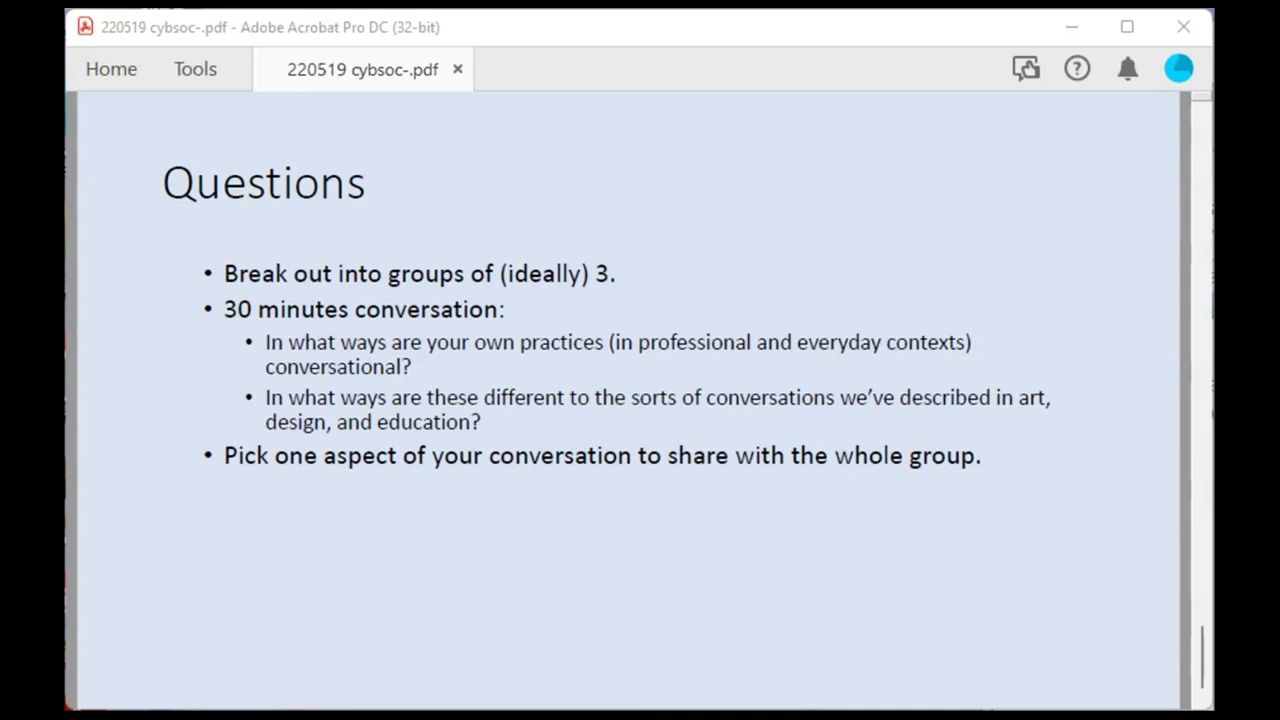 220519 cybsoc-.pdf - Adobe Acrobat Pro DC (32-bit)
Home Tools 220519 cybsoc-.pdf ×
Questions
• Break out into groups of (ideally) 3.
• 30 minutes conversation:
• In what ways are your own practices (in professional and everyday contexts)
conversational?
• In what ways are these different to the sorts of conversations we’ve described in art,
design, and education?
• Pick one aspect of your conversation to share with the whole group.